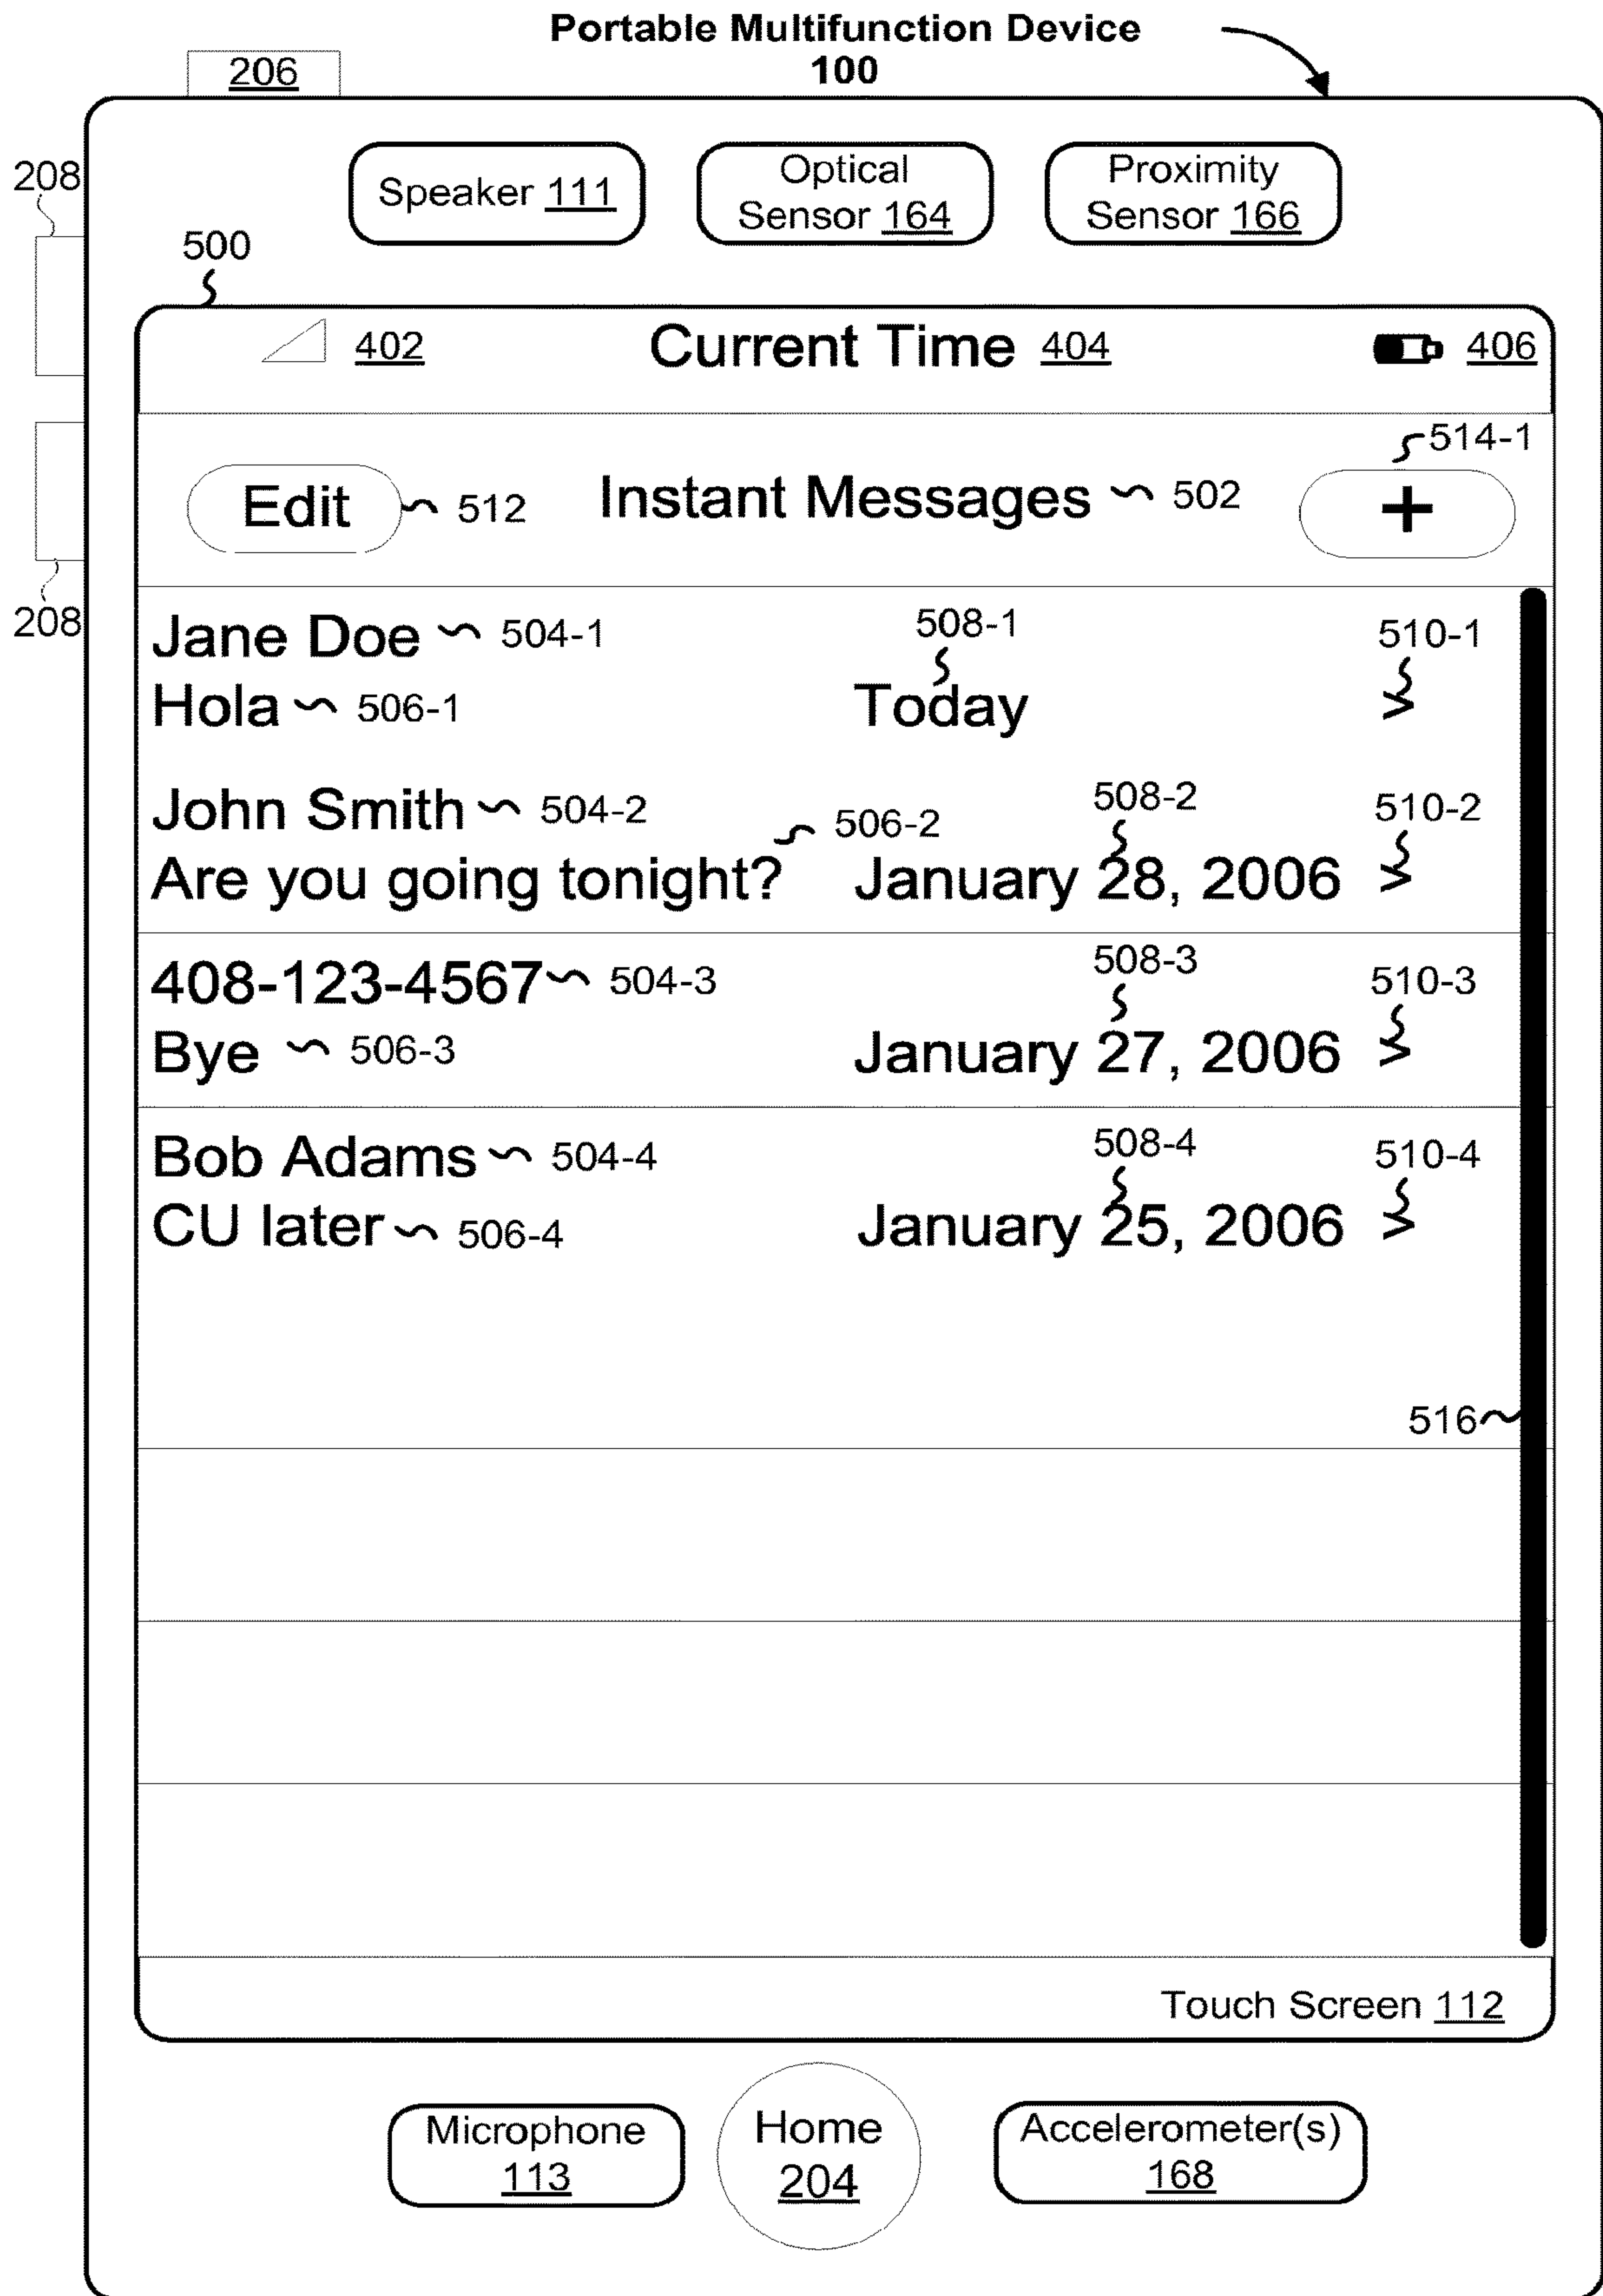 Portable Multifunction Device
100
206
208
Speaker 111
Optical
Sensor 164
Proximity
Sensor 166
500
402
Current Time 404
406
514-1
Edit 512
Instant Messages 502
+
208
Jane Doe 504-1
508-1
510-1
Hola 506-1
Today
>
John Smith 504-2
506-2
508-2
510-2
Are you going tonight?
January 28, 2006
>
408-123-4567 504-3
508-3
510-3
Bye 506-3
January 27, 2006
>
Bob Adams 504-4
508-4
510-4
CU later 506-4
January 25, 2006
>
516
Touch Screen 112
Microphone
113
Home
204
Accelerometer(s)
168